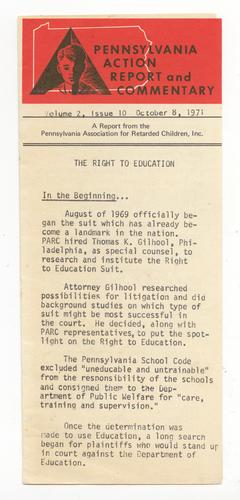 PENNSYLVANIA
ACTION
REPORT and
COMMENTARY
Volume 2, Issue 10 October 8, 1971
A Report from the
Pennsylvania Association for Retarded Children, Inc.
THE RIGHT TO EDUCATION
In the Beginning...
August of 1969 officially be-
gan the suit which has already be-
come a landmark in the nation.
PARC hired Thomas K. Gilhool, Phi-
ladelphia, as special counsel, to
research and institute the Right
to Education Suit.
Attorney Gilhool researched
possibilities for litigation and did
background studies on which type of
suit might be most successful in
the court. He decided, along with
PARC representatives, to put the spot-
light on the Right to Education.
The Pennsylvania School Code
excluded "uneducable and untrainable"
from the responsibility of the schools
and consigned them to the Dep-
artment of Public Welfare for "care,
training and supervision."
Once the determination was
made to use Education, a long search
began for plaintiffs who would stand up
in court against the Department of
Education.